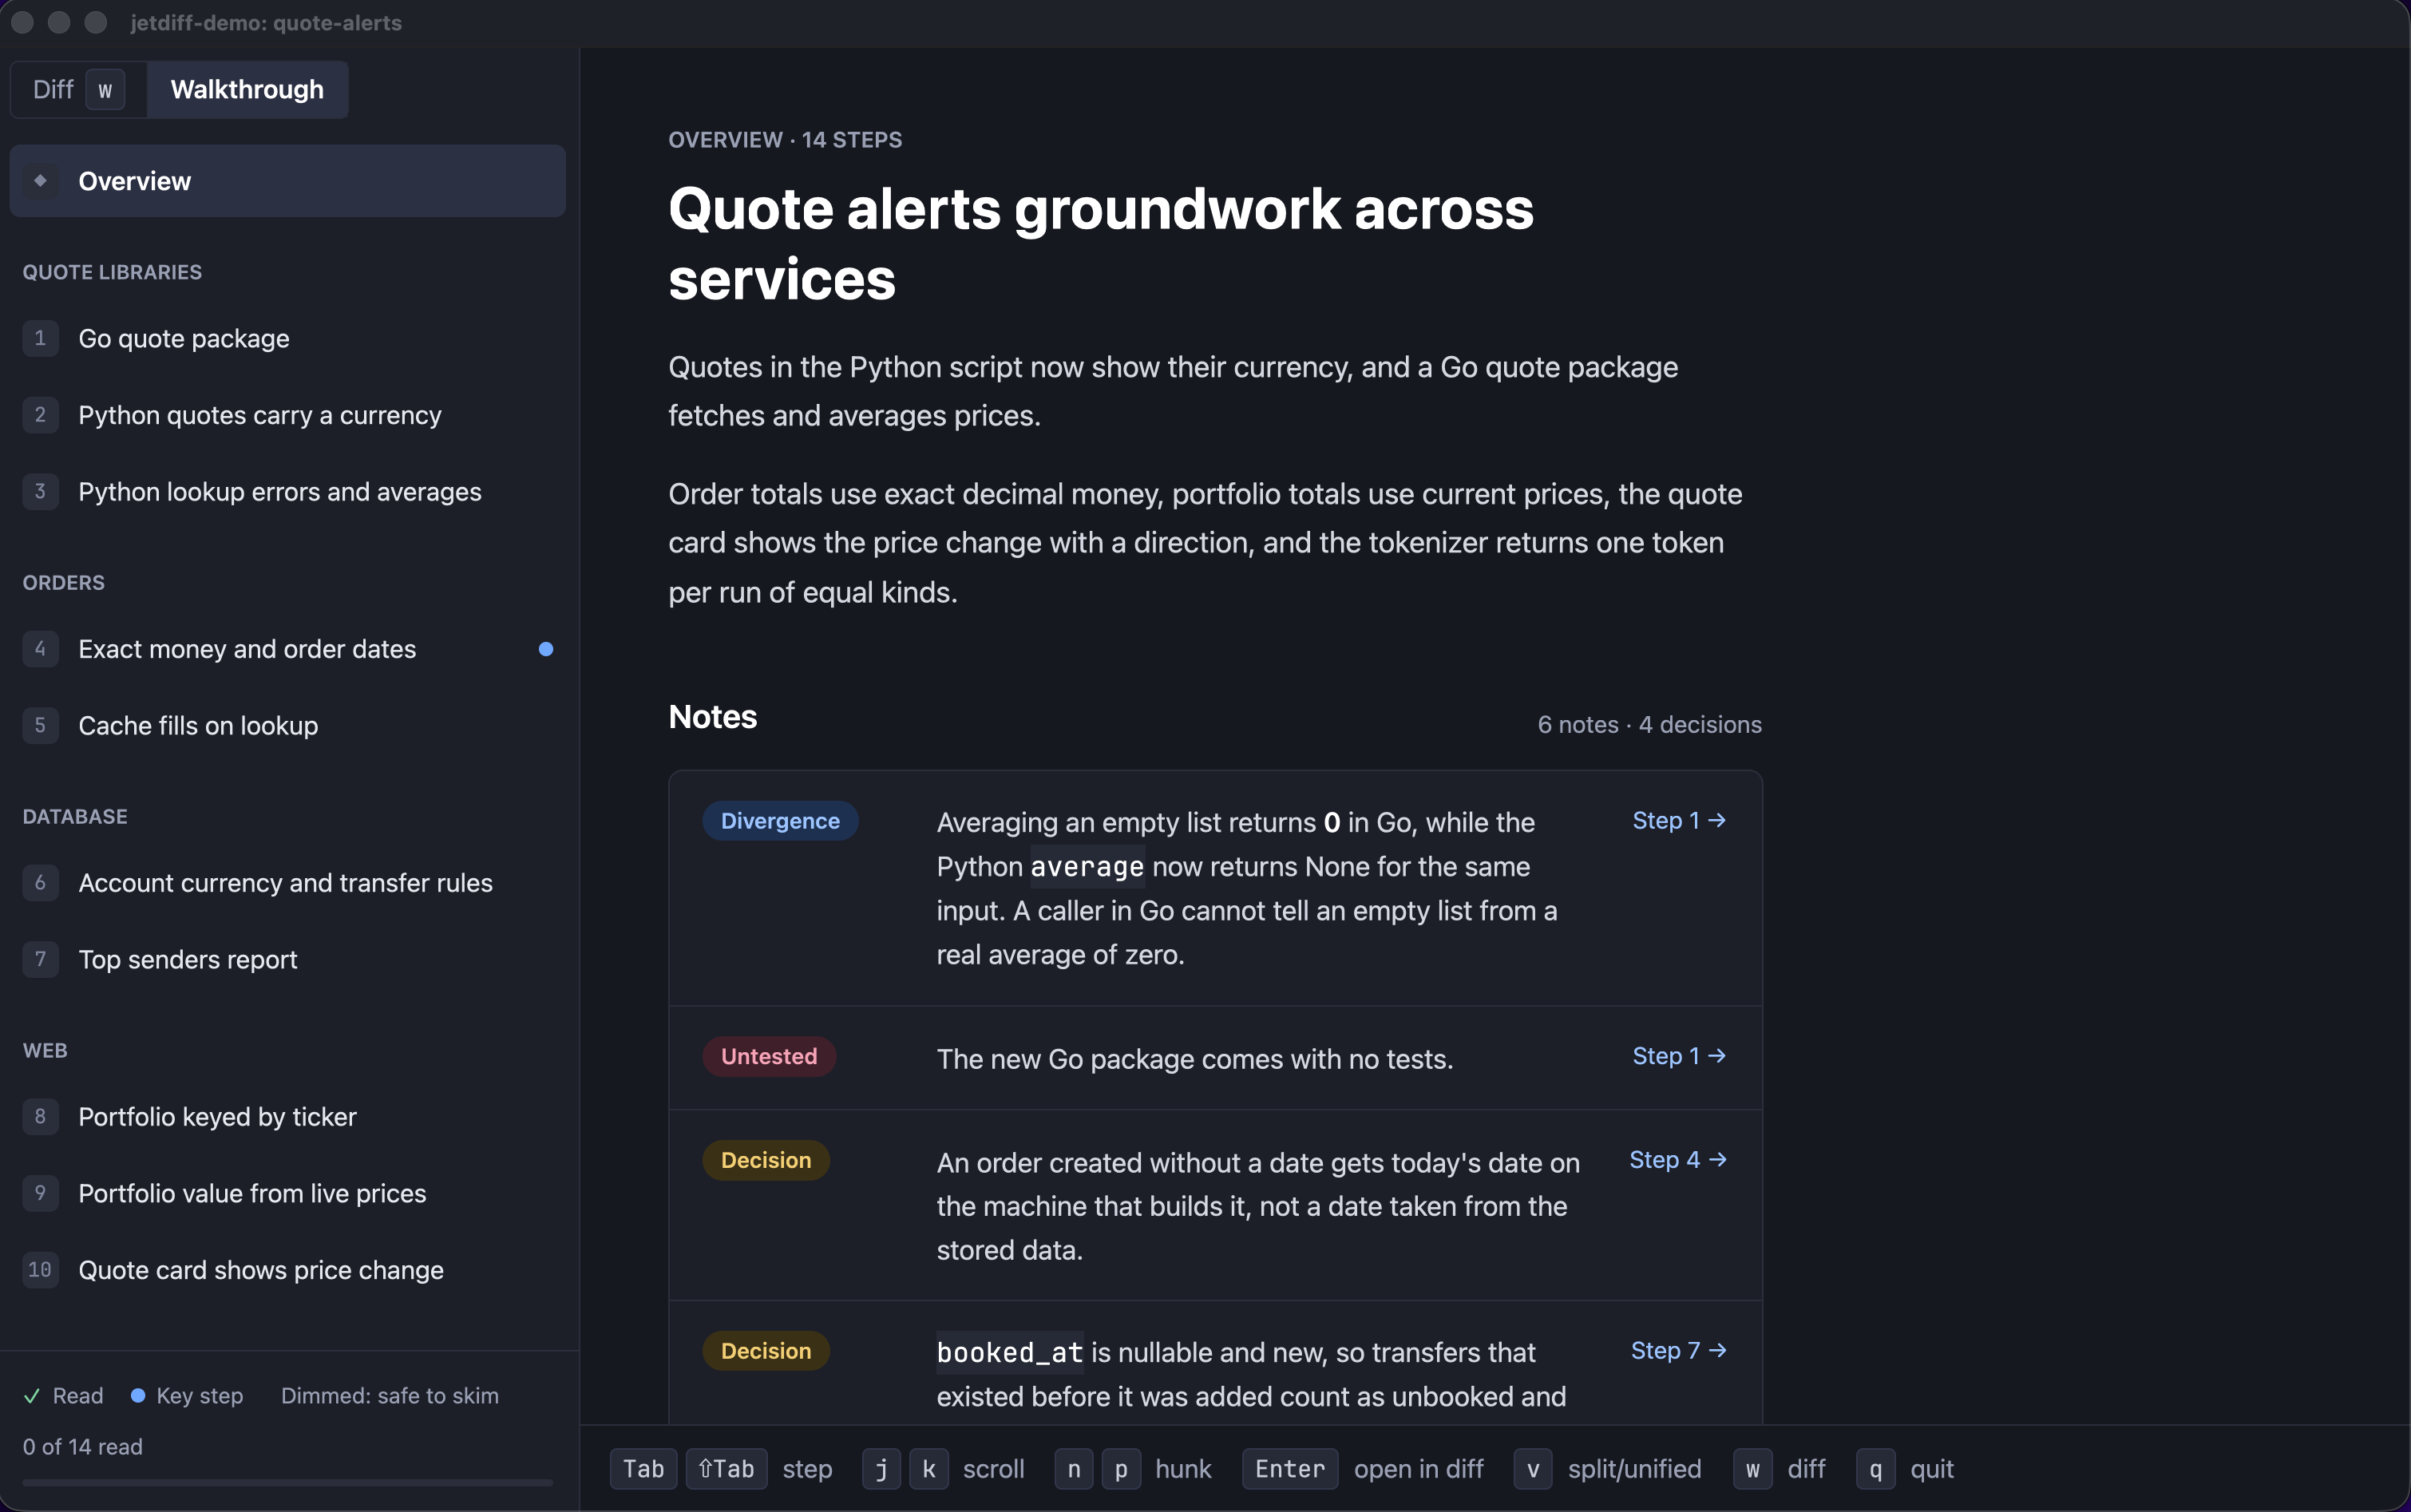 jetdiff-demo: quote-alerts
Diff w Walkthrough
Overview
QUOTE LIBRARIES
1 Go quote package
2 Python quotes carry a currency
3 Python lookup errors and averages
ORDERS
4 Exact money and order dates
5 Cache fills on lookup
DATABASE
6 Account currency and transfer rules
7 Top senders report
WEB
8 Portfolio keyed by ticker
9 Portfolio value from live prices
10 Quote card shows price change
✓ Read ● Key step Dimmed: safe to skim
0 of 14 read
OVERVIEW · 14 STEPS
Quote alerts groundwork across
services
Quotes in the Python script now show their currency, and a Go quote package
fetches and averages prices.
Order totals use exact decimal money, portfolio totals use current prices, the quote
card shows the price change with a direction, and the tokenizer returns one token
per run of equal kinds.
Notes 6 notes · 4 decisions
Divergence Averaging an empty list returns 0 in Go, while the Step 1 →
Python average now returns None for the same
input. A caller in Go cannot tell an empty list from a
real average of zero.
Untested The new Go package comes with no tests. Step 1 →
Decision An order created without a date gets today's date on Step 4 →
the machine that builds it, not a date taken from the
stored data.
Decision booked_at is nullable and new, so transfers that Step 7 →
existed before it was added count as unbooked and
Tab ⇧Tab step j k scroll n p hunk Enter open in diff v split/unified w diff q quit